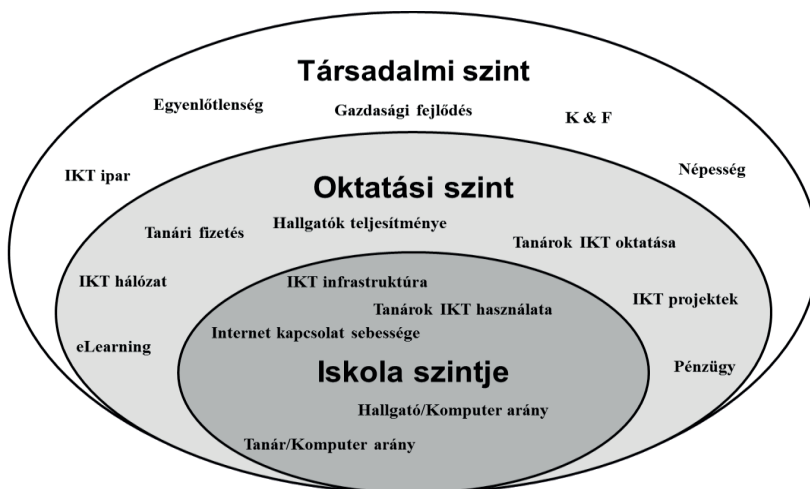 Társadalmi szint
Egyenlőtlenség
Gazdasági fejlődés
K & F
IKT ipar
Népesség
Oktatási szint
Tanári fizetés
Hallgatók teljesítménye
Tanárok IKT oktatása
IKT hálózat
IKT infrastruktúra
IKT projektek
Tanárok IKT használata
Internet kapcsolat sebessége
eLearning
Pénzügy
Iskola szintje
Hallgató/Komputer arány
Tanár/Komputer arány